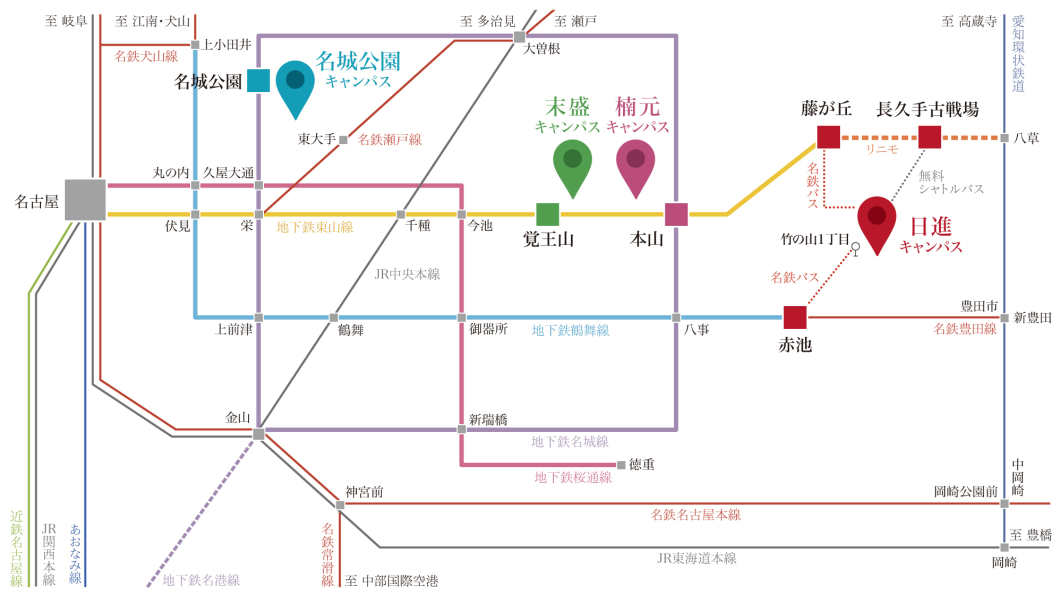 至 岐阜
至 江南・犬山
至 多治見
至 瀬戸
至 高蔵寺
愛知環状鉄道
名鉄犬山線
上小田井
大曽根
名城公園
名城公園
キャンパス
末盛
キャンパス
楠元
キャンパス
藤が丘
長久手古戦場
東大手
名鉄瀬戸線
リニモ
八草
丸の内
久屋大通
名鉄バス
無料
シャトルバス
名古屋
伏見
栄
地下鉄東山線
千種
今池
覚王山
本山
竹の山1丁目
日進
キャンパス
JR中央本線
名鉄バス
豊田市
上前津
鶴舞
御器所
地下鉄鶴舞線
八事
赤池
名鉄豊田線
新豊田
金山
新瑞橋
地下鉄名城線
地下鉄桜通線
徳重
中岡崎
神宮前
岡崎公園前
近鉄名古屋線
JR関西本線
あおなみ線
名鉄常滑線
名鉄名古屋本線
至 豊橋
JR東海道本線
岡崎
地下鉄名港線
至 中部国際空港